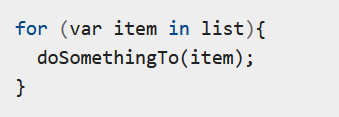 for (var item in list){
  doSomethingTo(item);
}